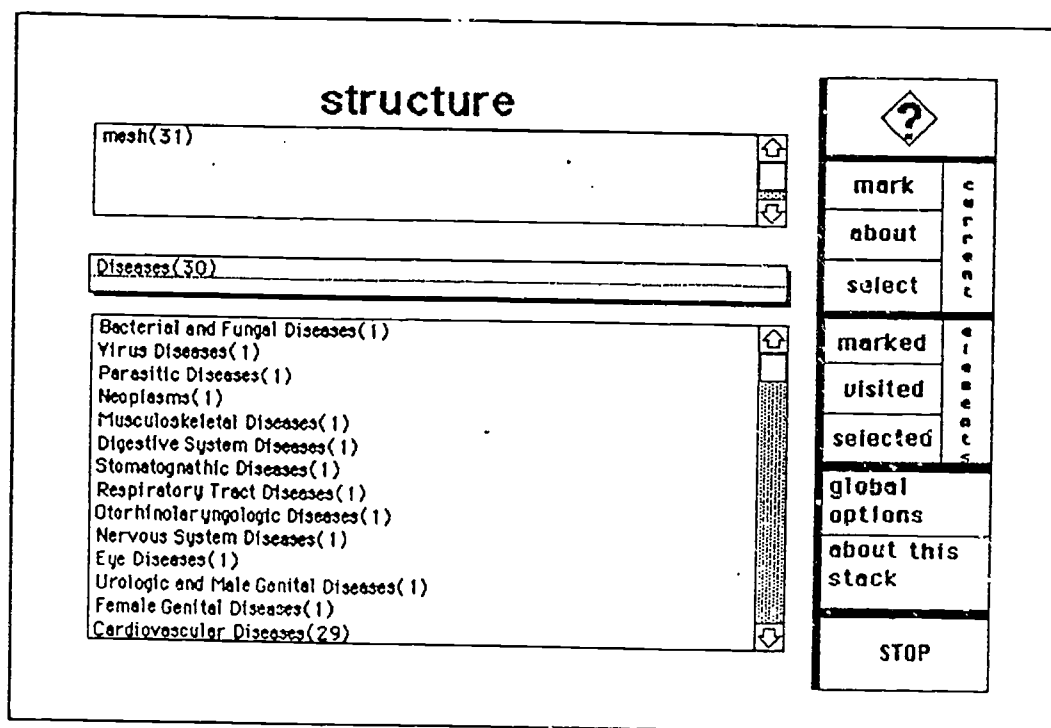 structure
mesh(31)
Diseases(30)
Bacterial and Fungal Diseases(1)
Virus Diseases(1)
Parasitic Diseases(1)
Neoplasms(1)
Musculoskeletal Diseases(1)
Digestive System Diseases(1)
Stomatognathic Diseases(1)
Respiratory Tract Diseases(1)
Otorhinolaryngologic Diseases(1)
Nervous System Diseases(1)
Eye Diseases(1)
Urologic and Male Genital Diseases(1)
Female Genital Diseases(1)
Cardiovascular Diseases(29)
?
mark
about
select
current
marked
visited
selected
elements
global
options
about this
stack
STOP